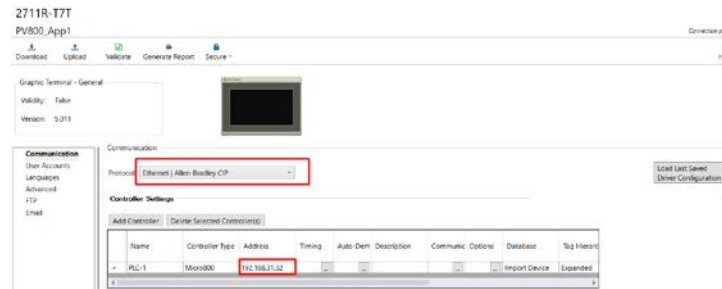 2711R-T7T
PV800_App1
Connection p
Download Upload Validate Generate Report Secure
Graphic Terminal - General
Validity: False
Version: 5.011
Communication
User Accounts
Languages
Advanced
FTP
Email
Communication
Protocol Ethernet | Allen-Bradley CIP
Load Last Saved
Driver Configuration
Controller Settings
Add Controller Delete Selected Controller(s)
Name Controller Type Address Timing Auto-Dem Description Communic Options Database Tag Hierarc
PLC-1 Micro800 192.168.31.32 ... ... ... ... Import Device Expanded